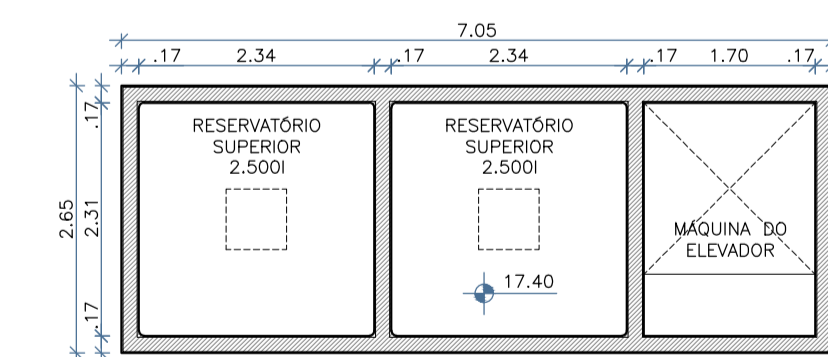 7.05
.17 2.34 .17 2.34 .17 1.70 .17
RESERVATÓRIO
SUPERIOR
2.500l
RESERVATÓRIO
SUPERIOR
2.500l
MÁQUINA DO
ELEVADOR
17.40
.17
2.31
.17
2.65